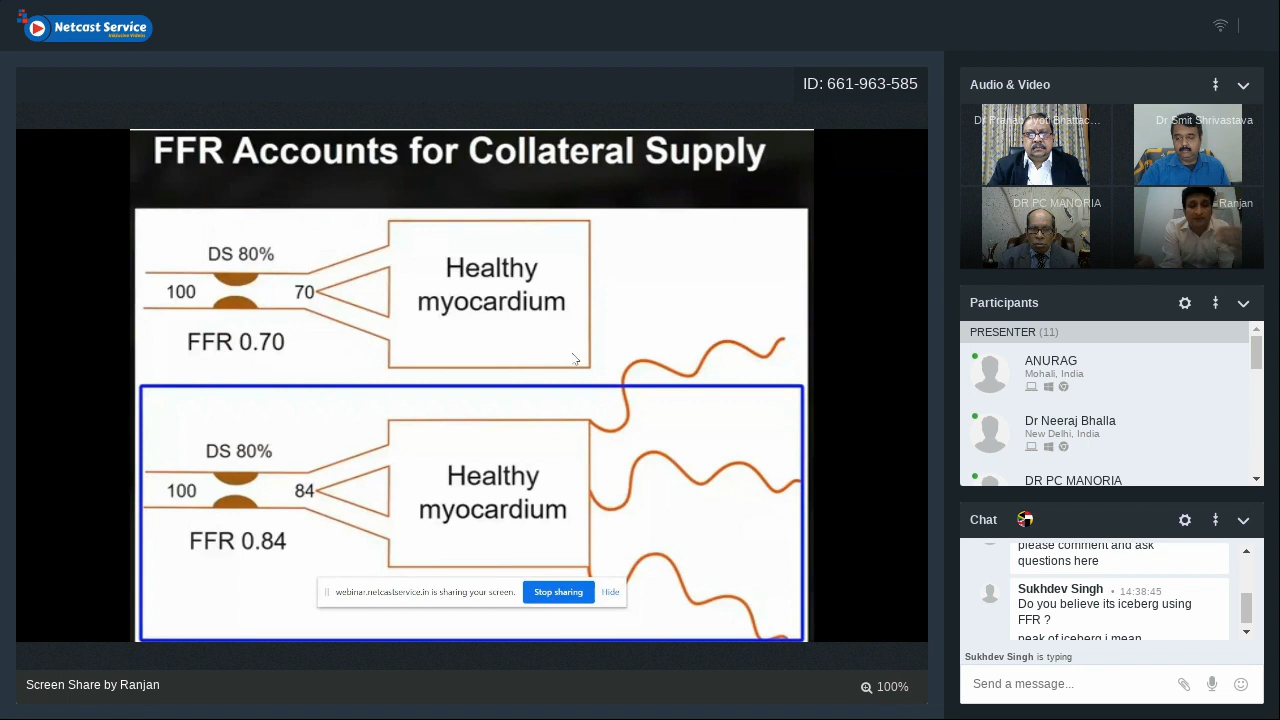 Netcast Service
ID: 661-963-585
FFR Accounts for Collateral Supply
DS 80%
100
70
FFR 0.70
Healthy
myocardium
DS 80%
100
84
FFR 0.84
Healthy
myocardium
webinar.netcastservice.in is sharing your screen.
Stop sharing
Hide
Screen Share by Ranjan
100%
Audio & Video
Dr Pranab Jyoti Bhattac...
Dr Smit Shrivastava
DR PC MANORIA
Ranjan
Participants
PRESENTER (11)
ANURAG
Mohali, India
Dr Neeraj Bhalla
New Delhi, India
DR PC MANORIA
Chat
please comment and ask
questions here
Sukhdev Singh • 14:38:45
Do you believe its iceberg using
FFR ?
peak of iceberg i mean
Sukhdev Singh is typing
Send a message...